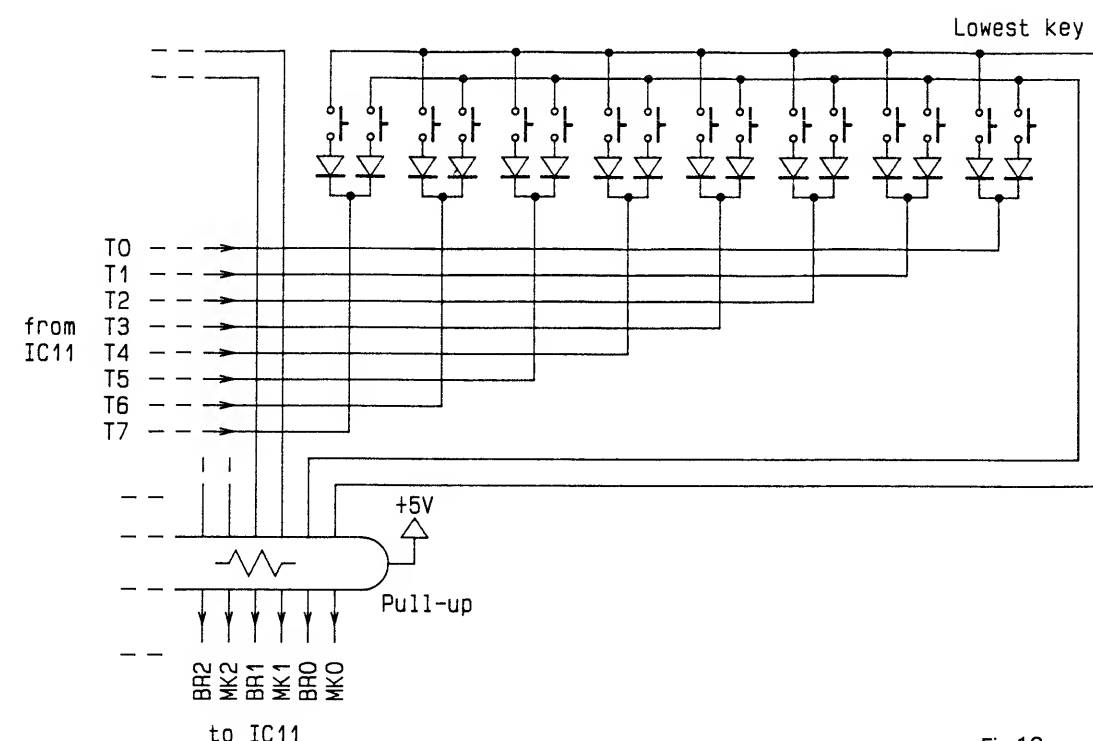 Lowest key
T0
T1
T2
from T3
IC11 T4
T5
T6
T7
+5V
Pull-up
BR2
MK2
BR1
MK1
BR0
MK0
to IC11